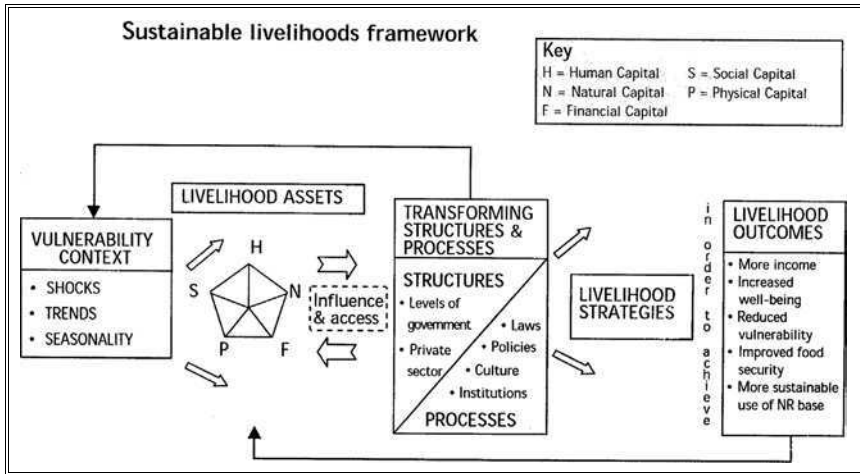 Sustainable livelihoods framework
Key
H = Human Capital S = Social Capital
N = Natural Capital P = Physical Capital
F = Financial Capital
LIVELIHOOD ASSETS
VULNERABILITY
CONTEXT
• SHOCKS
• TRENDS
• SEASONALITY
H
S
N
P
F
Influence
& access
TRANSFORMING
STRUCTURES &
PROCESSES
STRUCTURES
• Levels of
government
• Private
sector
• Laws
• Policies
• Culture
• Institutions
PROCESSES
LIVELIHOOD
STRATEGIES
in order to achieve
LIVELIHOOD
OUTCOMES
• More income
• Increased
well-being
• Reduced
vulnerability
• Improved food
security
• More sustainable
use of NR base